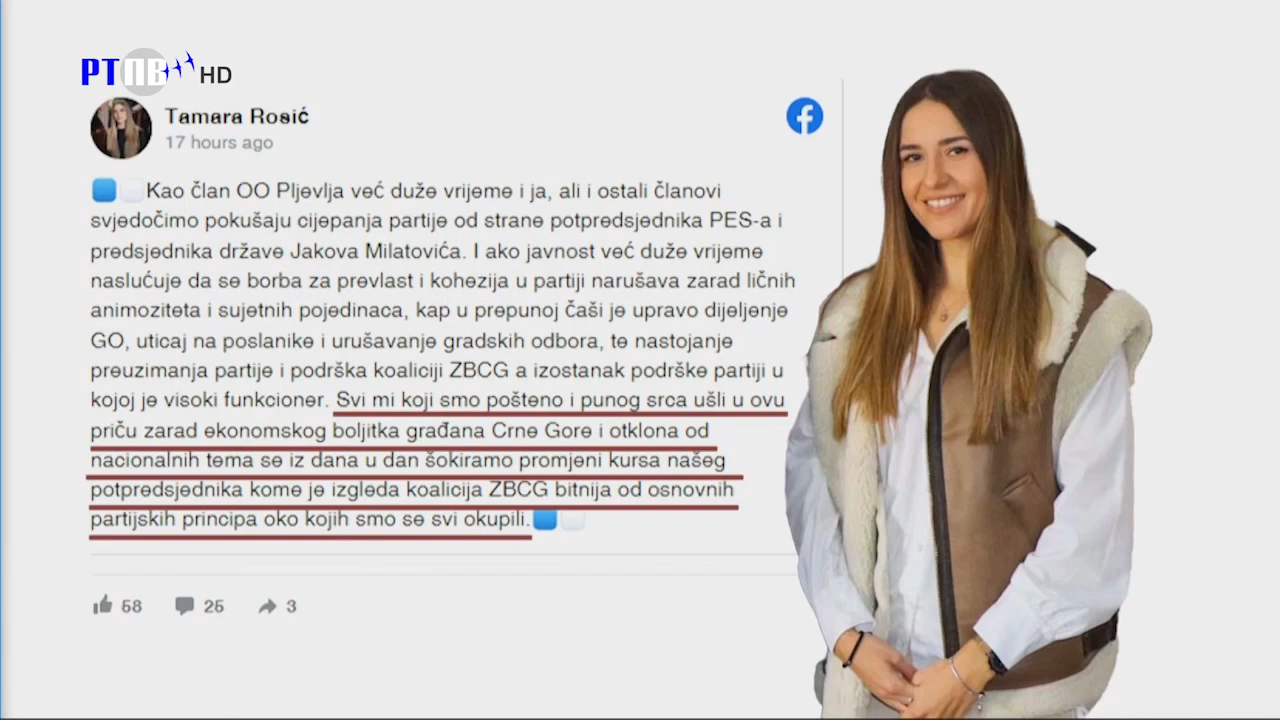 РТПВ HD
Tamara Rosić
17 hours ago
Kao član OO Pljevlja već duže vrijeme i ja, ali i ostali članovi
svjedočimo pokušaju cijepanja partije od strane potpredsjednika PES-a i
predsjednika države Jakova Milatovića. I ako javnost već duže vrijeme
naslućuje da se borba za prevlast i kohezija u partiji narušava zarad ličnih
animoziteta i sujetnih pojedinaca, kap u prepunoj čaši je upravo dijeljenje
GO, uticaj na poslanike i urušavanje gradskih odbora, te nastojanje
preuzimanja partije i podrška koaliciji ZBCG a izostanak podrške partiji u
kojoj je visoki funkcioner. Svi mi koji smo pošteno i punog srca ušli u ovu
priču zarad ekonomskog boljitka građana Crne Gore i otklona od
nacionalnih tema se iz dana u dan šokiramo promjeni kursa našeg
potpredsjednika kome je izgleda koalicija ZBCG bitnija od osnovnih
partijskih principa oko kojih smo se svi okupili.
58 25 3